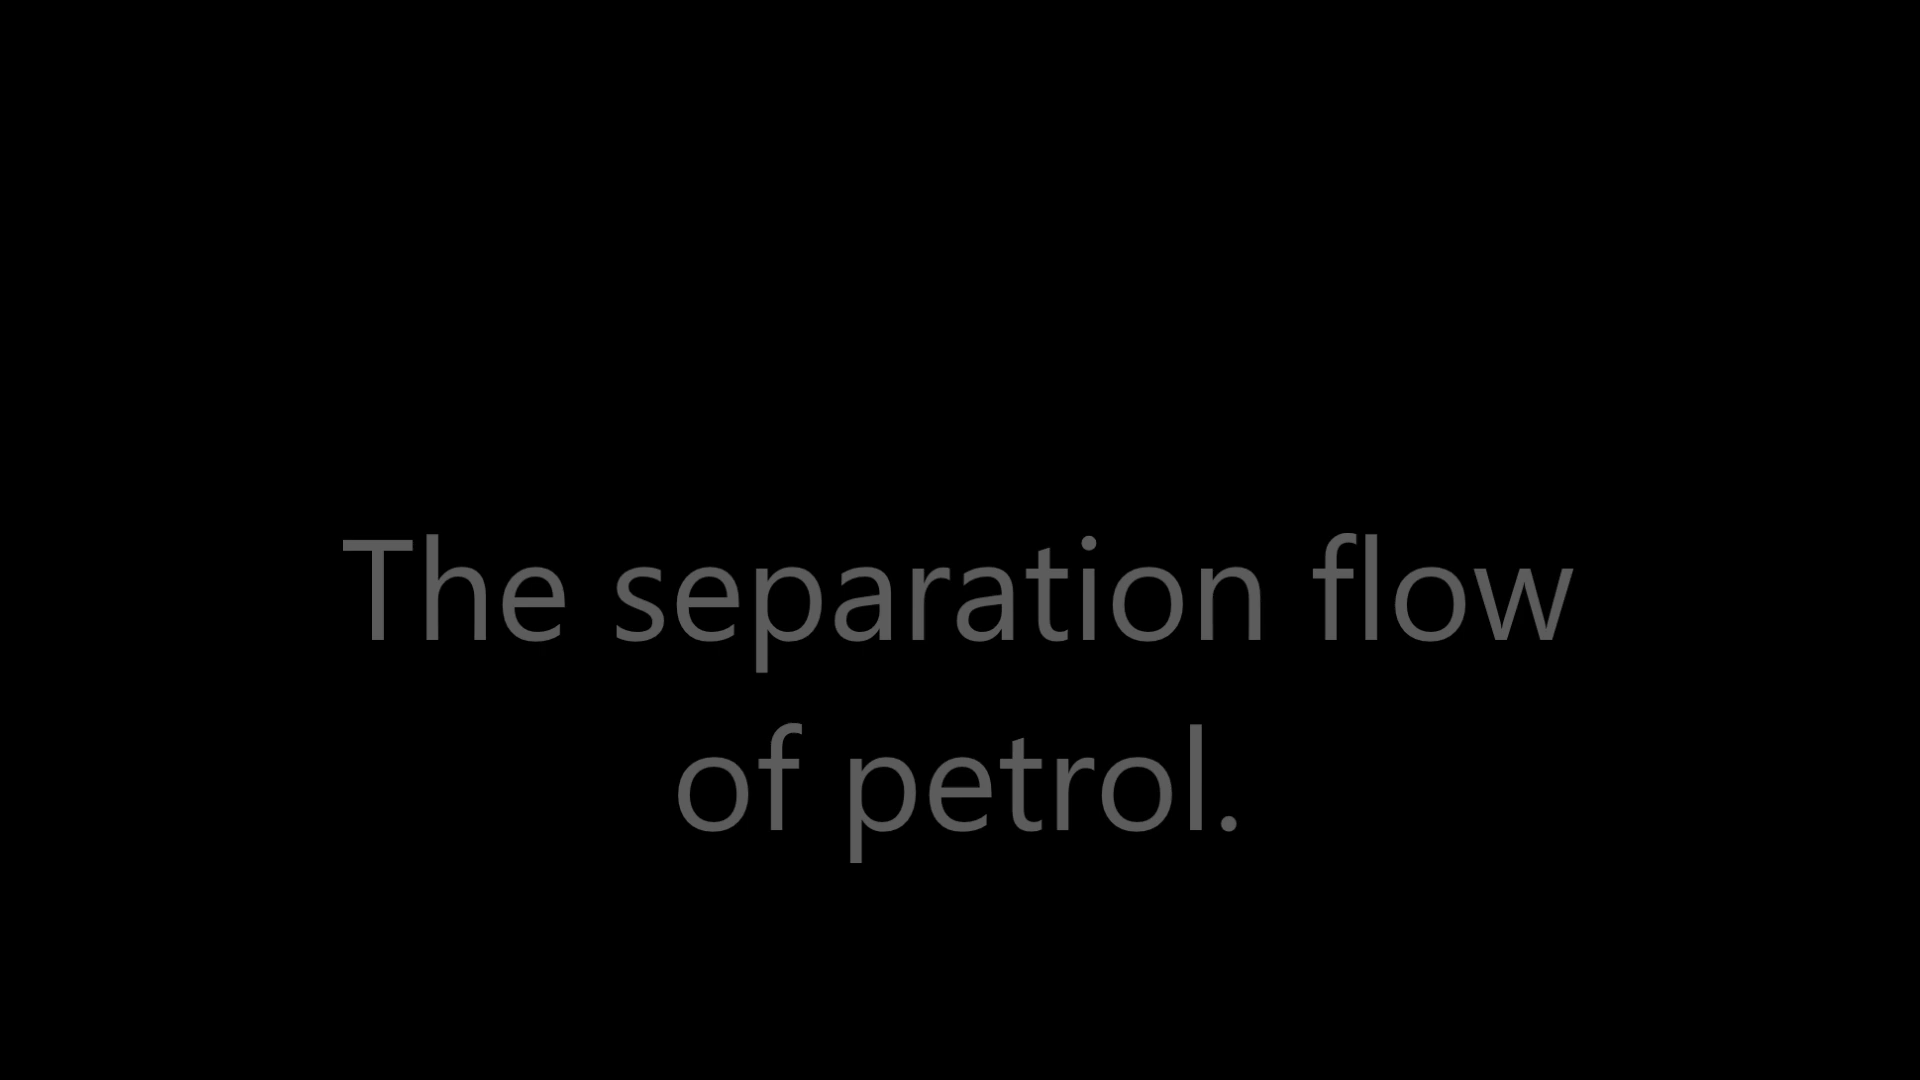 The separation flow
of petrol.